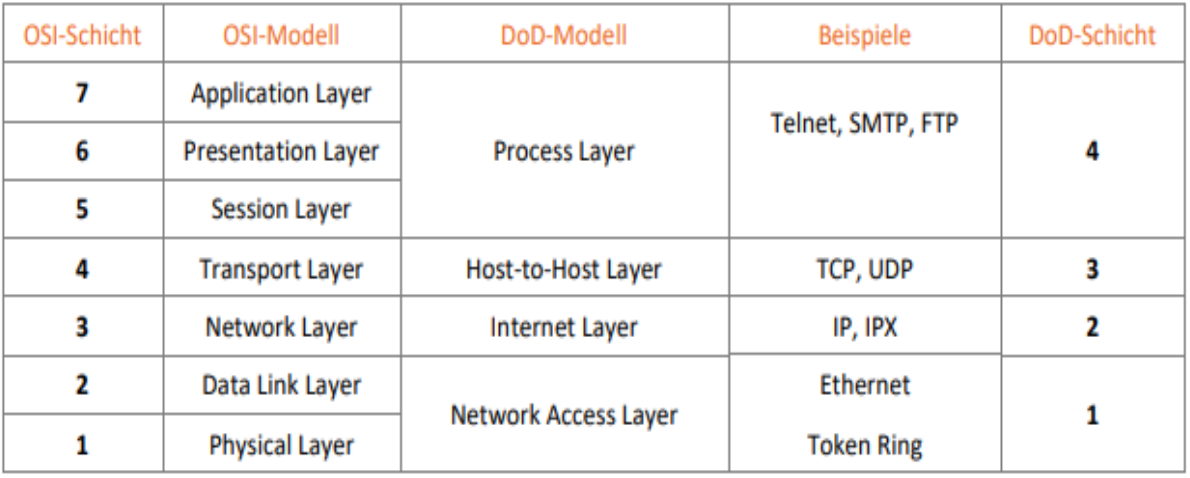 OSI-Schicht OSI-Modell DoD-Modell Beispiele DoD-Schicht
7 Application Layer
Telnet, SMTP, FTP
6 Presentation Layer Process Layer 4
5 Session Layer
4 Transport Layer Host-to-Host Layer TCP, UDP 3
3 Network Layer Internet Layer IP, IPX 2
2 Data Link Layer Ethernet
Network Access Layer 1
1 Physical Layer Token Ring